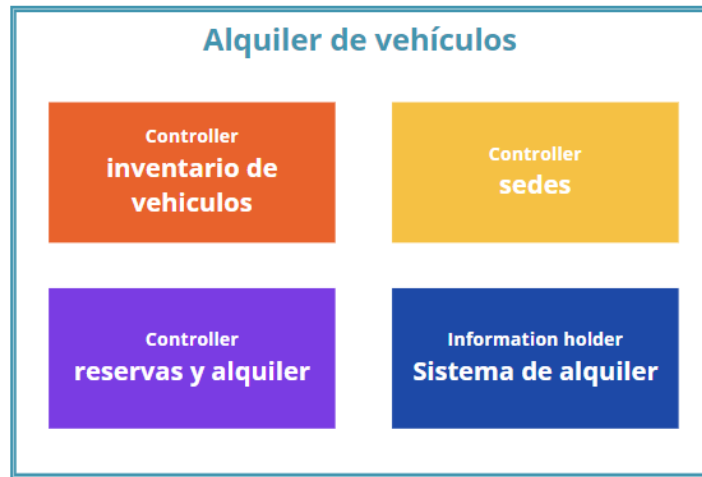 Alquiler de vehículos
Controller
inventario de
vehiculos
Controller
sedes
Controller
reservas y alquiler
Information holder
Sistema de alquiler